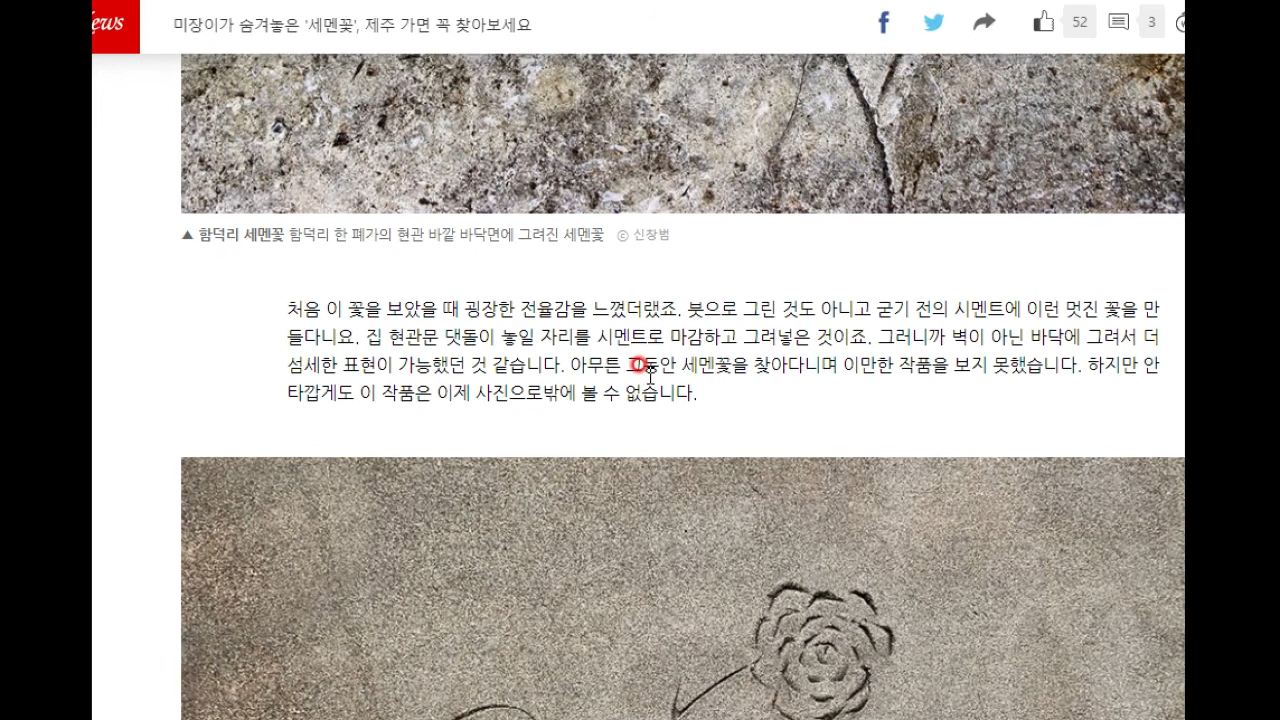 ews
미장이가 숨겨놓은 '세멘꽃', 제주 가면 꼭 찾아보세요
52
3
▲ 함덕리 세멘꽃 함덕리 한 폐가의 현관 바깥 바닥면에 그려진 세멘꽃 ⓒ 신창범
처음 이 꽃을 보았을 때 굉장한 전율감을 느꼈더랬죠. 붓으로 그린 것도 아니고 굳기 전의 시멘트에 이런 멋진 꽃을 만
들다니요. 집 현관문 댓돌이 놓일 자리를 시멘트로 마감하고 그려넣은 것이죠. 그러니까 벽이 아닌 바닥에 그려서 더
섬세한 표현이 가능했던 것 같습니다. 아무튼 그동안 세멘꽃을 찾아다니며 이만한 작품을 보지 못했습니다. 하지만 안
타깝게도 이 작품은 이제 사진으로밖에 볼 수 없습니다.